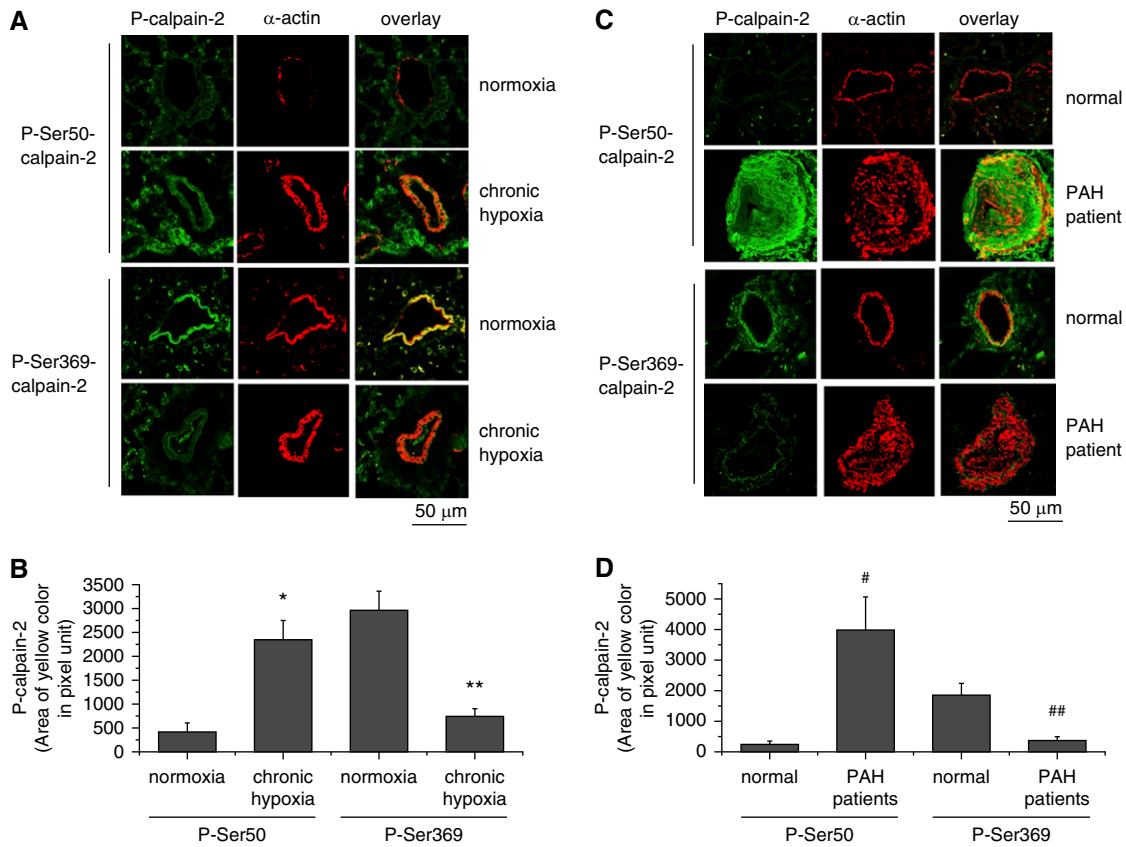 A
P-calpain-2 α-actin overlay
P-Ser50-
calpain-2
normoxia
chronic
hypoxia
P-Ser369-
calpain-2
normoxia
chronic
hypoxia
50 μm
C
P-calpain-2 α-actin overlay
P-Ser50-
calpain-2
normal
PAH
patient
P-Ser369-
calpain-2
normal
PAH
patient
50 μm
B
P-calpain-2
(Area of yellow color
in pixel unit)
3500
3000
2500
2000
1500
1000
500
0
*
**
normoxia chronic hypoxia normoxia chronic hypoxia
P-Ser50 P-Ser369
D
P-calpain-2
(Area of yellow color
in pixel unit)
5000
4000
3000
2000
1000
0
#
##
normal PAH patients normal PAH patients
P-Ser50 P-Ser369